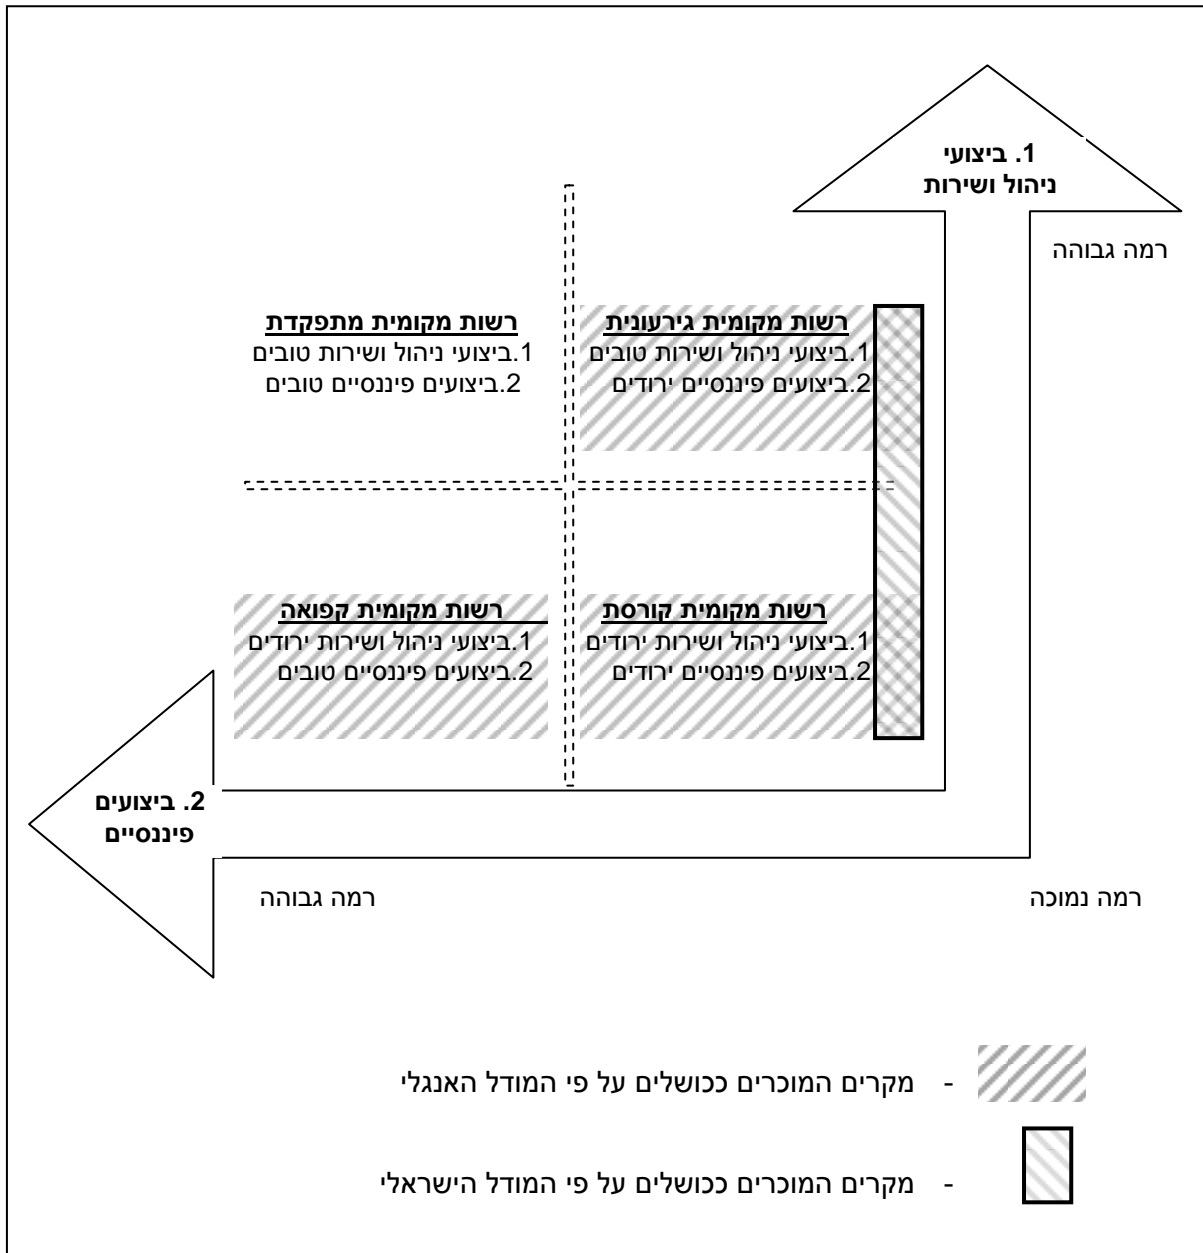 1. ביצועי
ניהול ושירות
רמה גבוהה
רשות מקומית גירעונית
1.ביצועי ניהול ושירות טובים
2.ביצועים פיננסיים ירודים
רשות מקומית מתפקדת
1.ביצועי ניהול ושירות טובים
2.ביצועים פיננסיים טובים
רשות מקומית קורסת
1.ביצועי ניהול ושירות ירודים
2.ביצועים פיננסיים ירודים
רשות מקומית קפואה
1.ביצועי ניהול ושירות ירודים
2.ביצועים פיננסיים טובים
2. ביצועים
פיננסיים
רמה נמוכה
רמה גבוהה
- מקרים המוכרים ככושלים על פי המודל האנגלי
- מקרים המוכרים ככושלים על פי המודל הישראלי